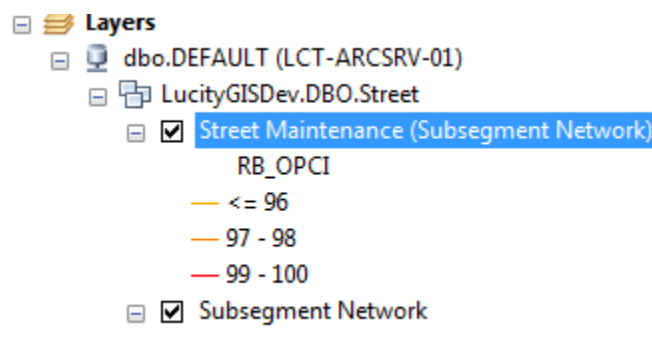 Layers
dbo.DEFAULT (LCT-ARCSRV-01)
LucityGISDev.DBO.Street
Street Maintenance (Subsegment Network)
RB_OPCI
<= 96
97 - 98
99 - 100
Subsegment Network